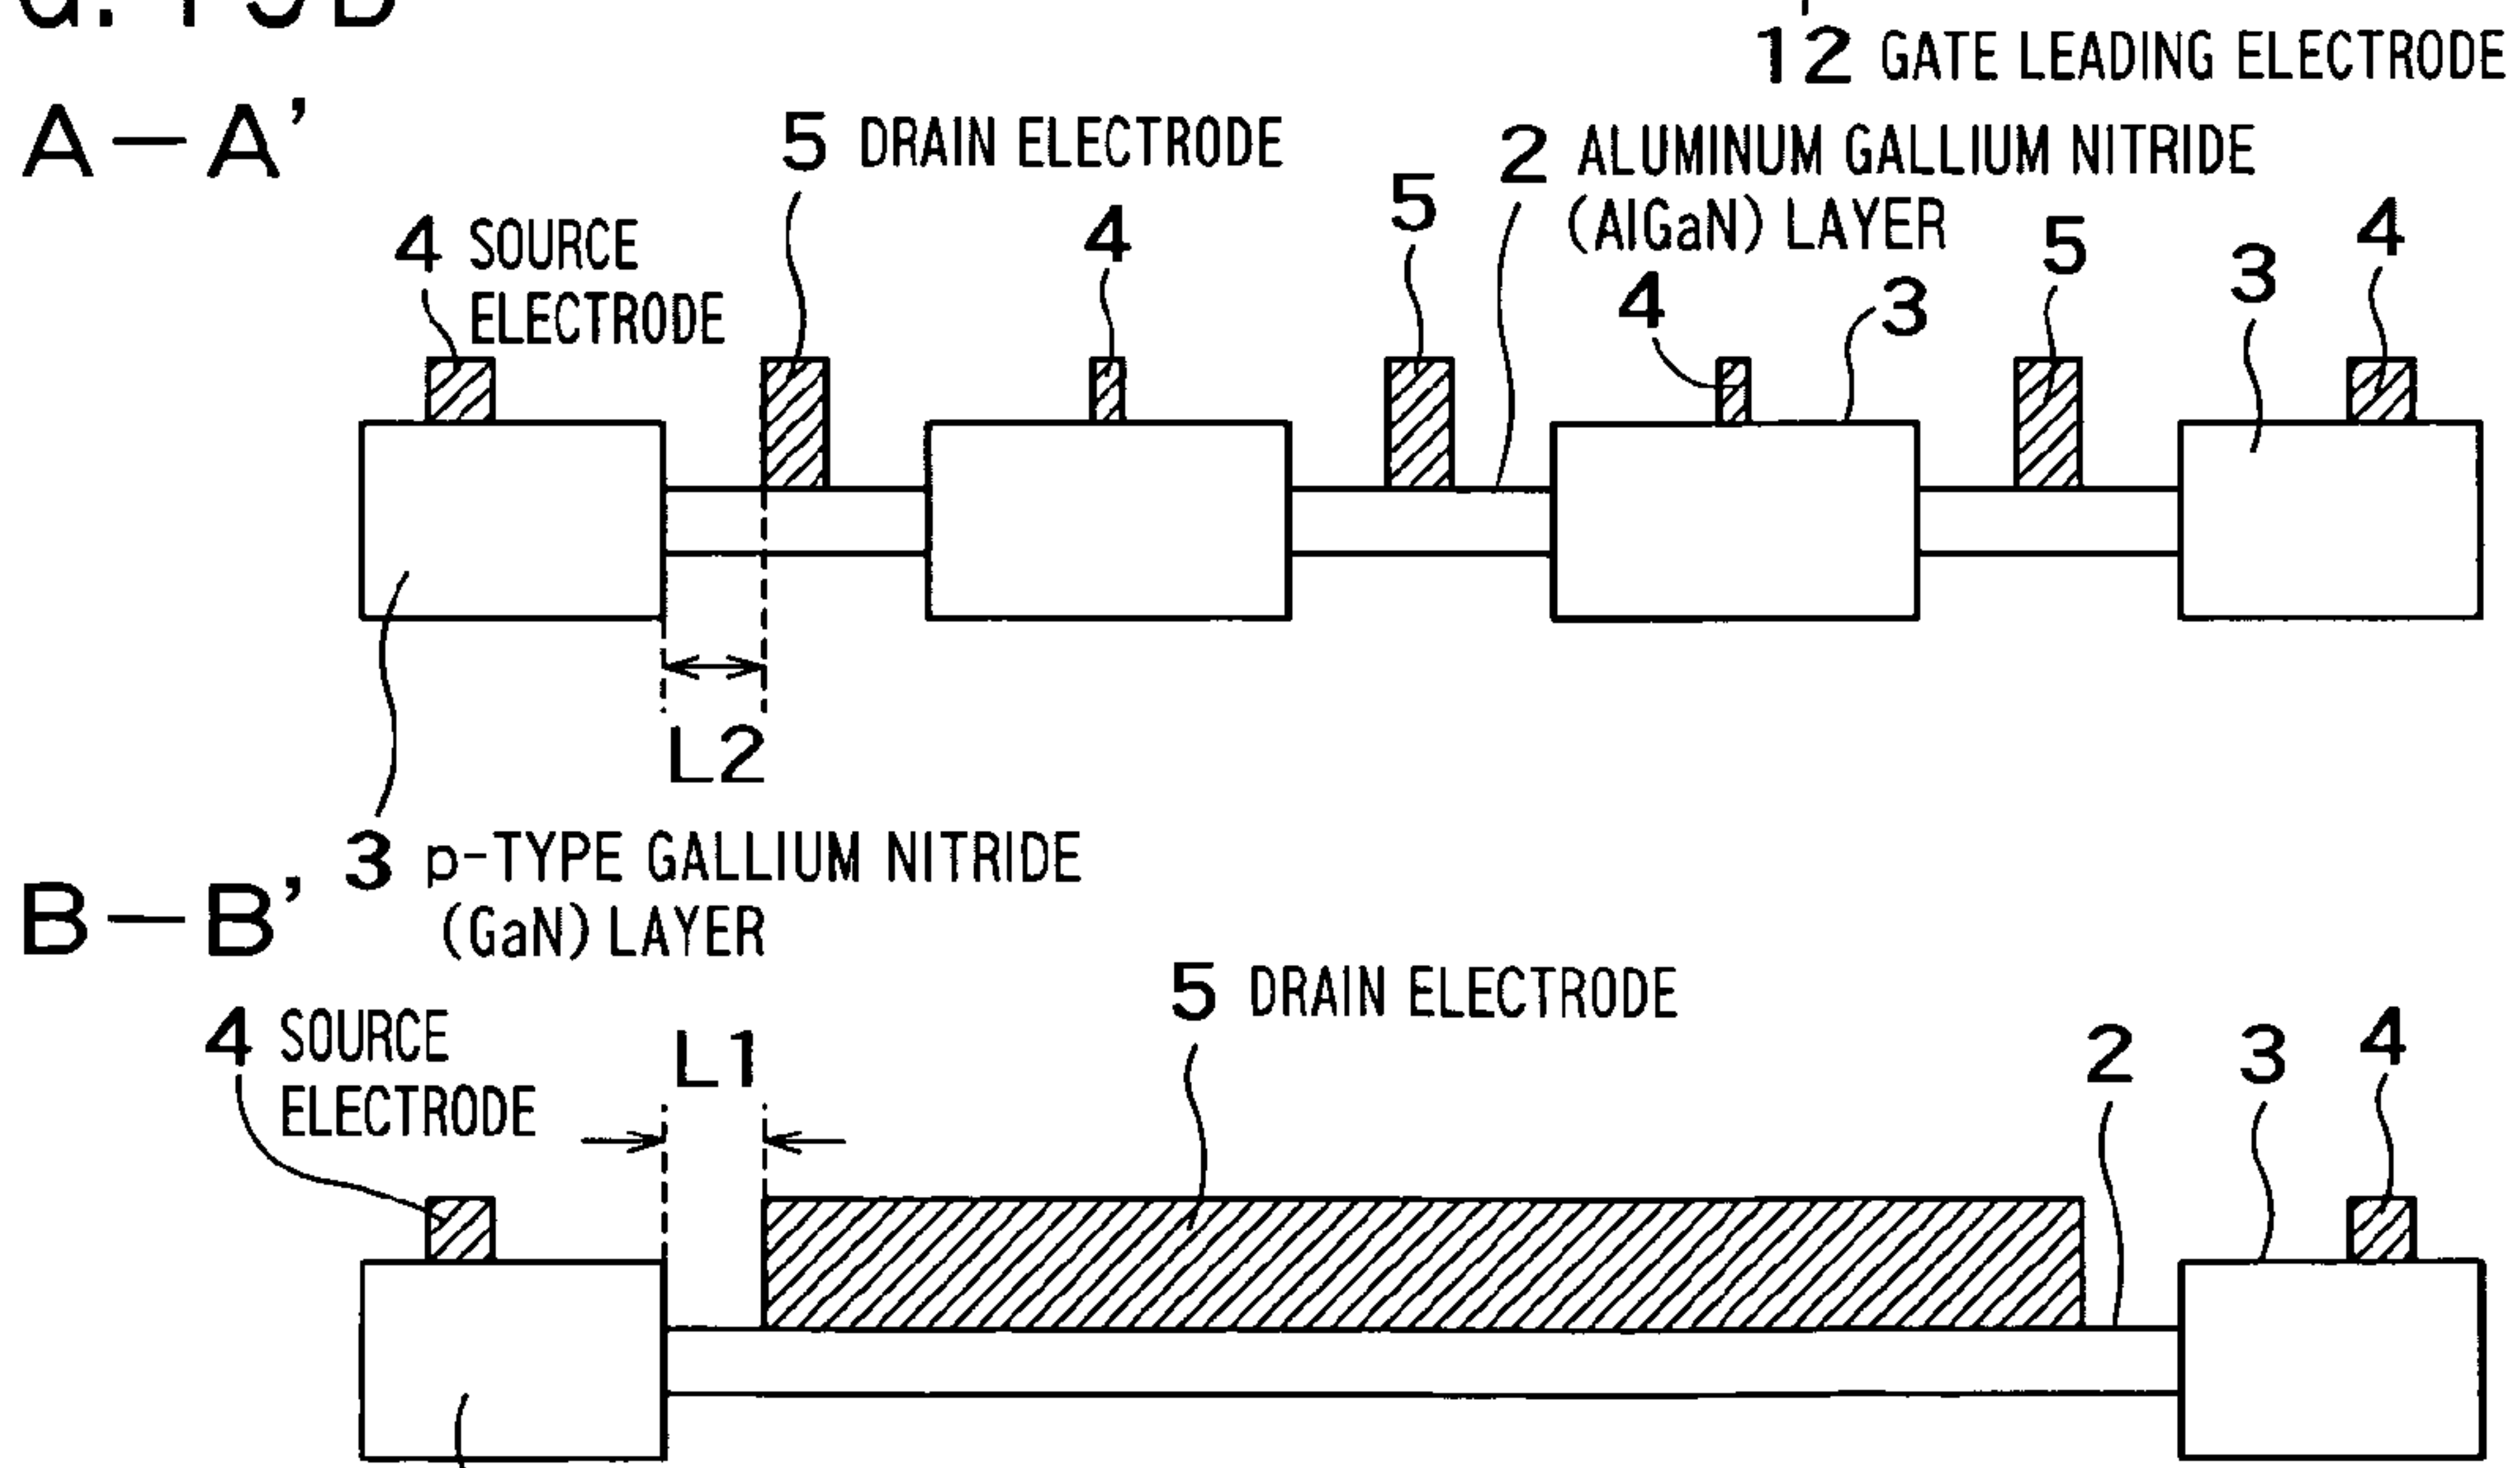 12 GATE LEADING ELECTRODE
A-A'
5 DRAIN ELECTRODE
2 ALUMINUM GALLIUM NITRIDE
(AlGaN) LAYER
4 SOURCE
ELECTRODE
4
5
4
3
5
3
4
L2
3 p-TYPE GALLIUM NITRIDE
(GaN) LAYER
B-B'
5 DRAIN ELECTRODE
4 SOURCE
ELECTRODE
L1
2
3
4